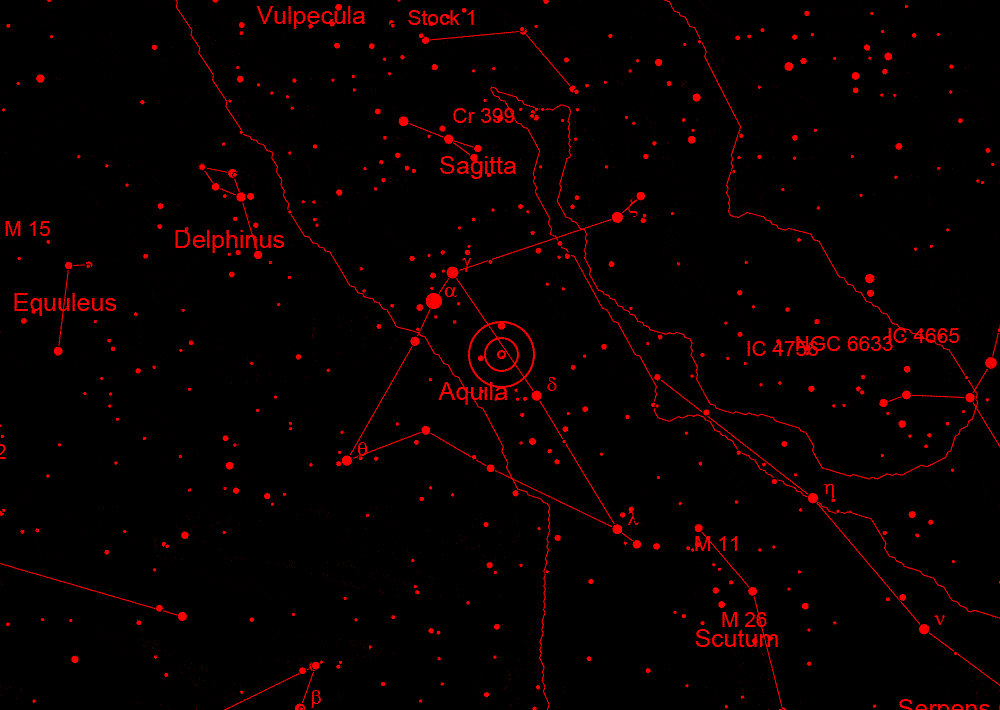 Vulpecula
Stock 1
Cr 399
Sagitta
ζ
M 15
Delphinus
γ
α
Equuleus
IC 4665
NGC 6633
IC 4756
δ
Aquila
θ
2
η
λ
M 11
M 26
ν
Scutum
β
Serpens